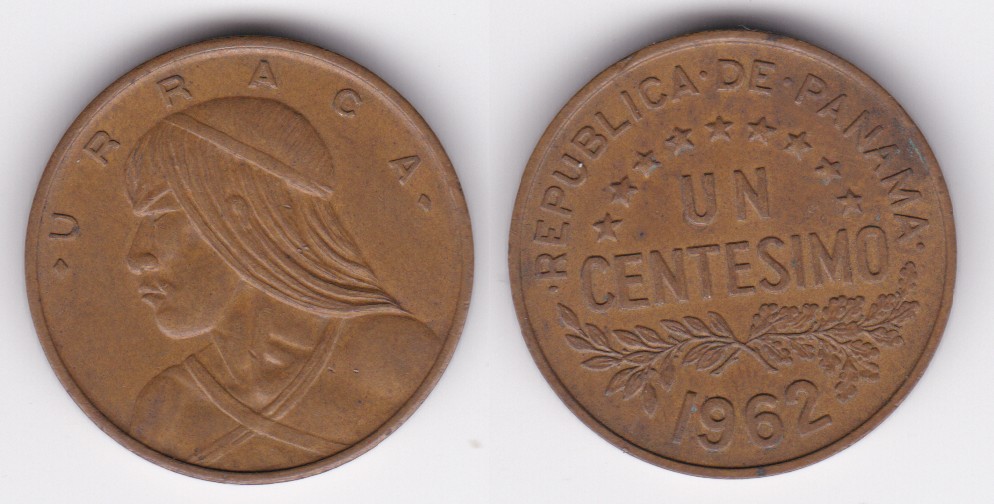 URRACA
REPUBLICA·DE·PANAMA
UN
CENTESIMO
1962